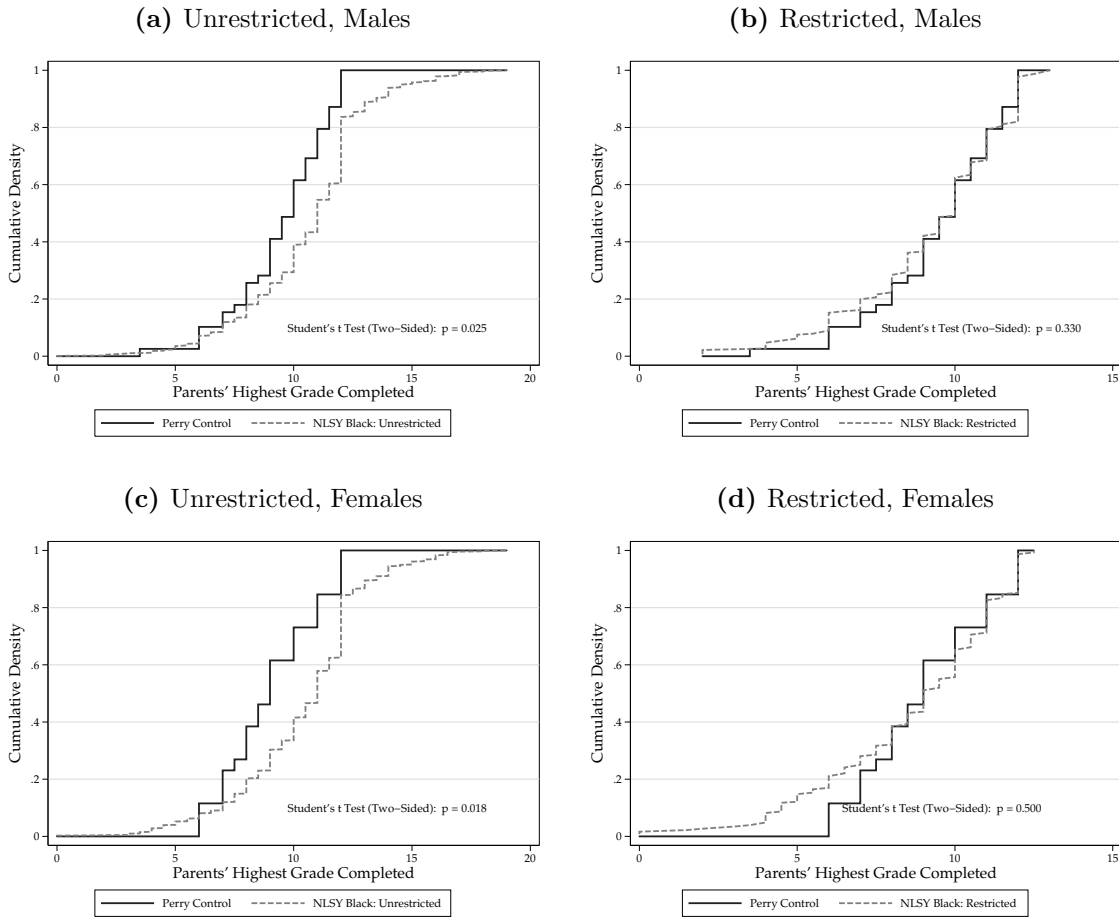 (a) Unrestricted, Males
1
.8
.6
.4
.2
0
Cumulative Density
Student's t Test (Two−Sided): p = 0.025
0 5 10 15 20
Parents' Highest Grade Completed
Perry Control NLSY Black: Unrestricted
(b) Restricted, Males
1
.8
.6
.4
.2
0
Cumulative Density
Student's t Test (Two−Sided): p = 0.330
0 5 10 15
Parents' Highest Grade Completed
Perry Control NLSY Black: Restricted
(c) Unrestricted, Females
1
.8
.6
.4
.2
0
Cumulative Density
Student's t Test (Two−Sided): p = 0.018
0 5 10 15 20
Parents' Highest Grade Completed
Perry Control NLSY Black: Unrestricted
(d) Restricted, Females
1
.8
.6
.4
.2
0
Cumulative Density
Student's t Test (Two−Sided): p = 0.500
0 5 10 15
Parents' Highest Grade Completed
Perry Control NLSY Black: Restricted